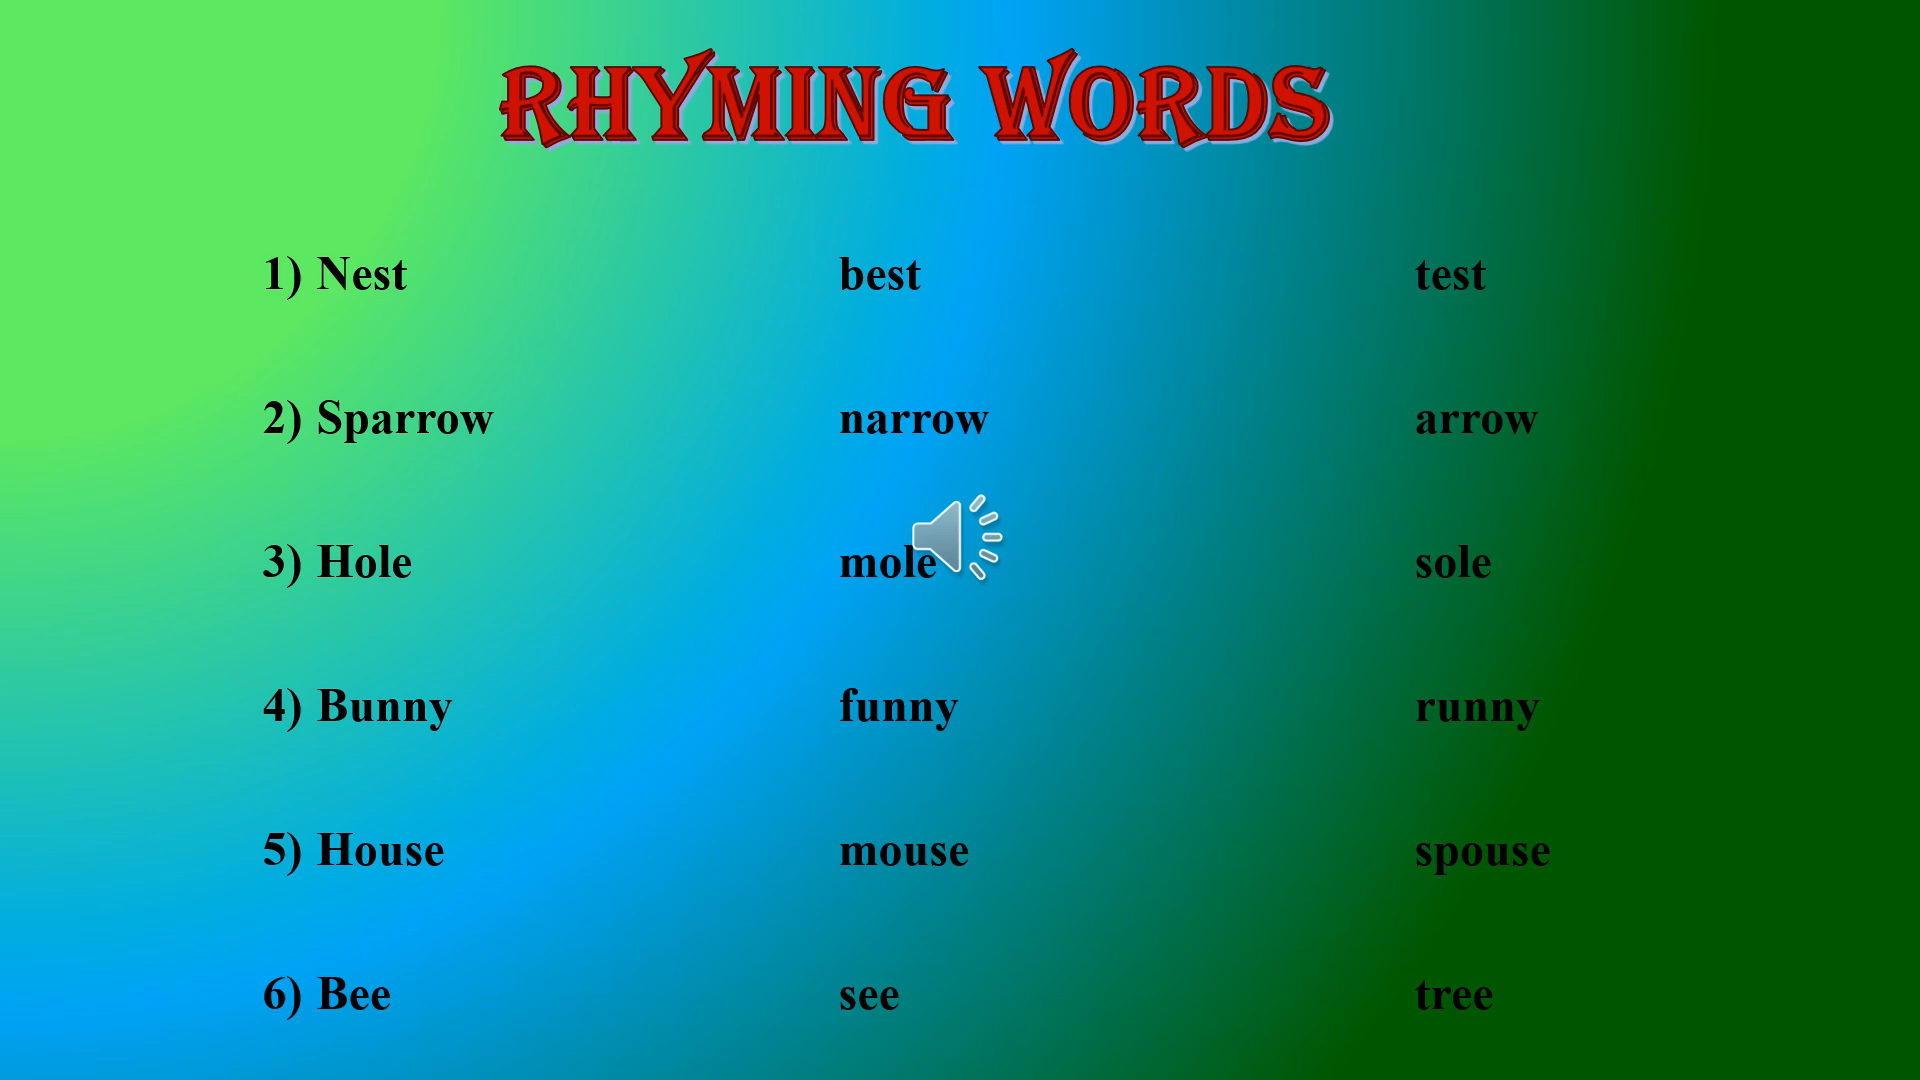 RHYMING WORDS
1) Nest best test
2) Sparrow narrow arrow
3) Hole mole sole
4) Bunny funny runny
5) House mouse spouse
6) Bee see tree